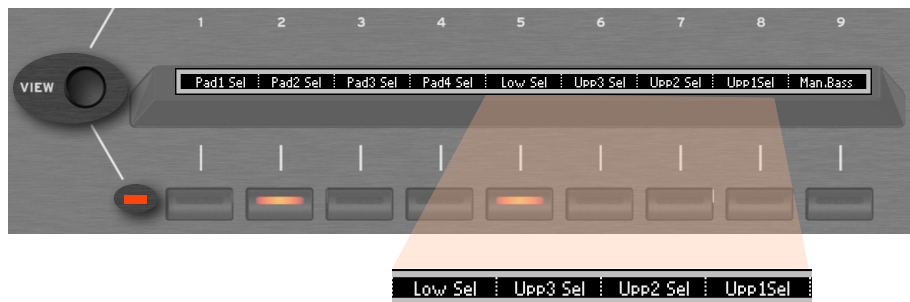 1 2 3 4 5 6 7 8 9
VIEW
Pad1 Sel Pad2 Sel Pad3 Sel Pad4 Sel Low Sel Upp3 Sel Upp2 Sel Upp1Sel Man.Bass
Low Sel Upp3 Sel Upp2 Sel Upp1Sel